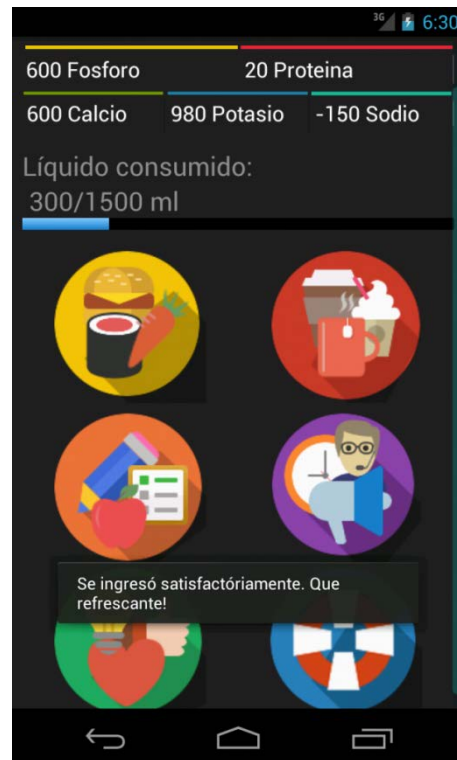 3G 6:30
600 Fosforo 20 Proteina
600 Calcio 980 Potasio -150 Sodio
Líquido consumido:
300/1500 ml
Se ingresó satisfactóriamente. Que
refrescante!